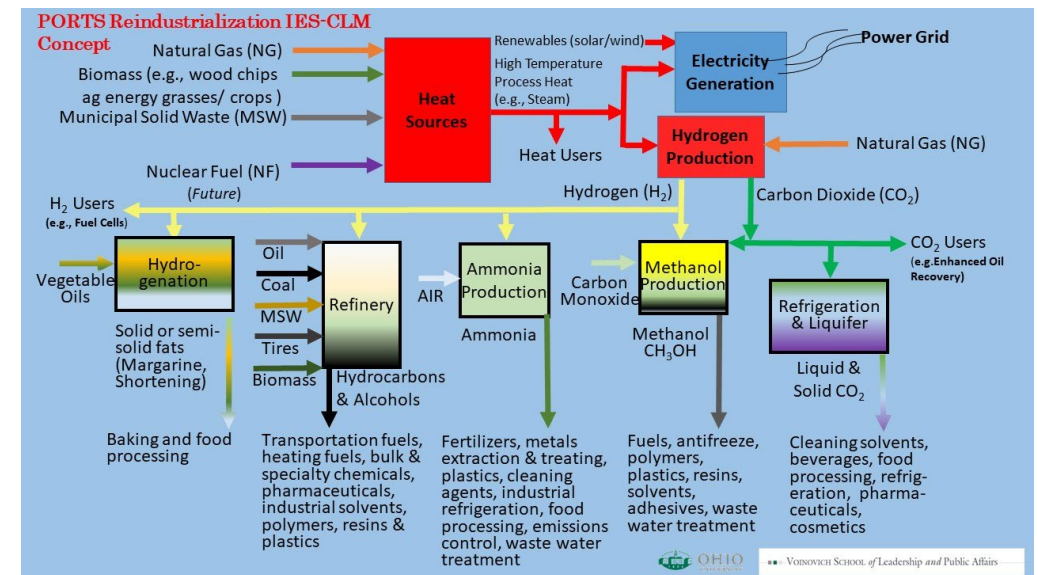 PORTS Reindustrialization IES-CLM
Concept
Natural Gas (NG)
Biomass (e.g., wood chips
ag energy grasses/ crops )
Municipal Solid Waste (MSW)
Nuclear Fuel (NF)
(Future)
Heat
Sources
Renewables (solar/wind)
High Temperature
Process Heat
(e.g., Steam)
Heat Users
Electricity
Generation
Power Grid
Hydrogen
Production
Natural Gas (NG)
Hydrogen (H2)
Carbon Dioxide (CO2)
H2 Users
(e.g., Fuel Cells)
CO2 Users
(e.g.Enhanced Oil
Recovery)
Vegetable
Oils
Hydro-
genation
Solid or semi-
solid fats
(Margarine,
Shortening)
Baking and food
processing
Oil
Coal
MSW
Tires
Biomass
Refinery
Hydrocarbons
& Alcohols
Transportation fuels,
heating fuels, bulk &
specialty chemicals,
pharmaceuticals,
industrial solvents,
polymers, resins &
plastics
AIR
Ammonia
Production
Ammonia
Fertilizers, metals
extraction & treating,
plastics, cleaning
agents, industrial
refrigeration, food
processing, emissions
control, waste water
treatment
Carbon
Monoxide
Methanol
Production
Methanol
CH3OH
Fuels, antifreeze,
polymers,
plastics, resins,
solvents,
adhesives, waste
water treatment
Refrigeration
& Liquifer
Liquid &
Solid CO2
Cleaning solvents,
beverages, food
processing, refrig-
eration, pharma-
ceuticals,
cosmetics
OHIO
UNIVERSITY
VOINOVICH SCHOOL of Leadership and Public Affairs